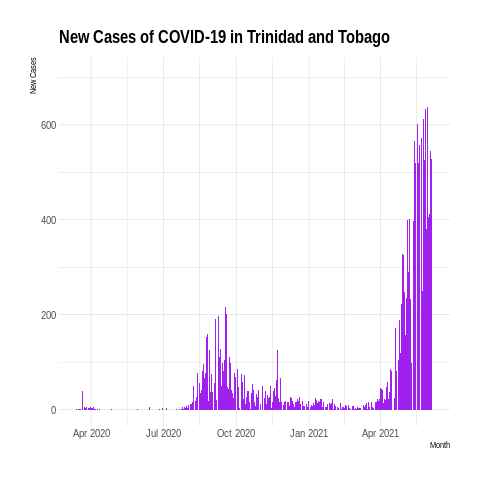 New Cases of COVID-19 in Trinidad and Tobago
New Cases
600
400
200
0
Apr 2020 Jul 2020 Oct 2020 Jan 2021 Apr 2021
Month